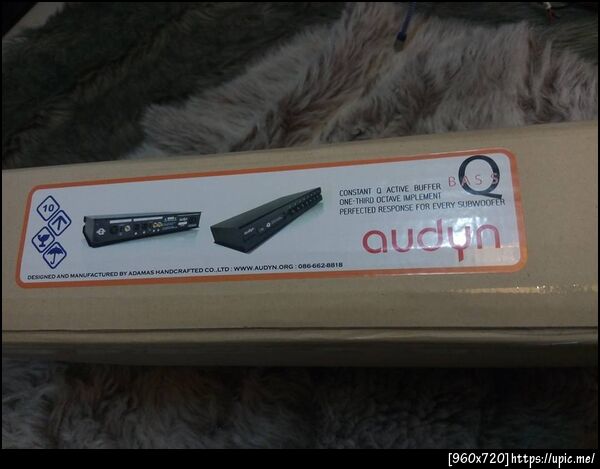 10
CONSTANT Q ACTIVE BUFFER
ONE-THIRD OCTAVE IMPLEMENT
PERFECTED RESPONSE FOR EVERY SUBWOOFER
Q
BASS
audyn
DESIGNED AND MANUFACTURED BY ADAMAS HANDCRAFTED CO.,LTD : WWW.AUDYN.ORG : 086-662-8818
[960x720]https://upic.me/